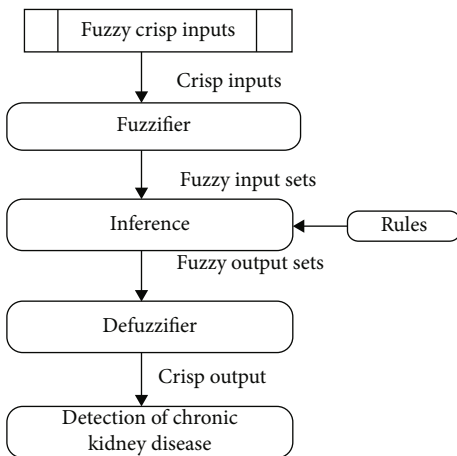 Fuzzy crisp inputs
Crisp inputs
Fuzzifier
Fuzzy input sets
Inference
Rules
Fuzzy output sets
Defuzzifier
Crisp output
Detection of chronic
kidney disease